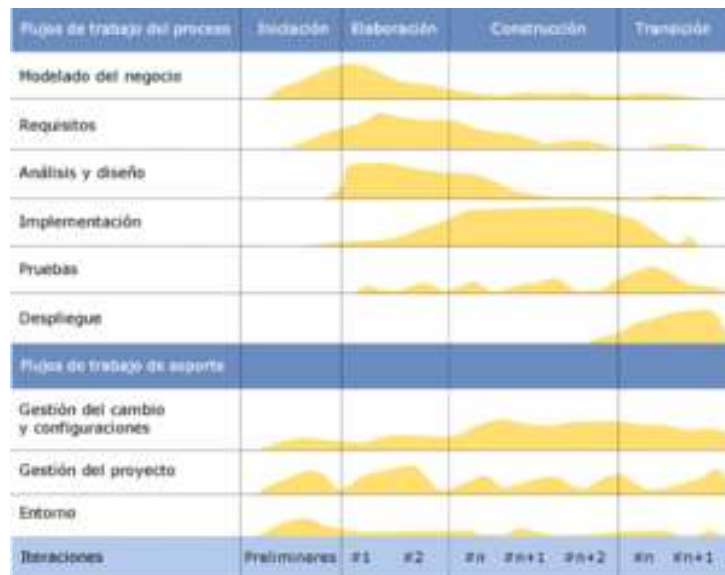 Flujos de trabajo del proceso Iniciación Elaboración Construcción Transición
Modelado del negocio
Requisitos
Análisis y diseño
Implementación
Pruebas
Despliegue
Flujos de trabajo de soporte
Gestión del cambio
y configuraciones
Gestión del proyecto
Entorno
Iteraciones Preliminares #1 #2 #n #n+1 #n+2 #n #n+1